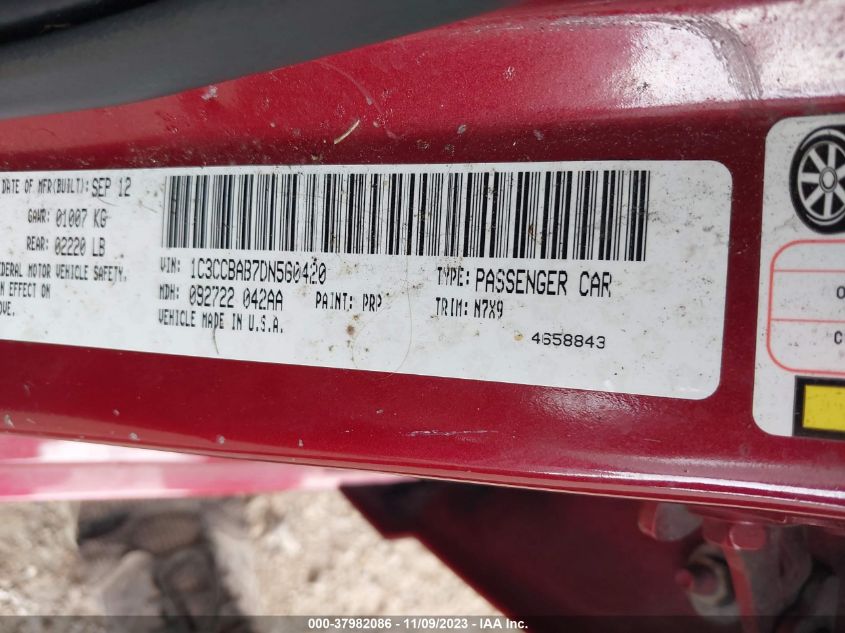 DATE OF MFR(BUILT): SEP 12
GAWR: 01007 KG
REAR: 02220 LB
EDERAL MOTOR VEHICLE SAFETY.
N EFFECT ON
OVE.
VIN: 1C3CCBAB7DN560420
TYPE: PASSENGER CAR
MDH: 092722 042AA PAINT: PRP TRIM: N7X9
VEHICLE MADE IN U.S.A.
4658843
O
C
000-37982086 - 11/09/2023 - IAA Inc.